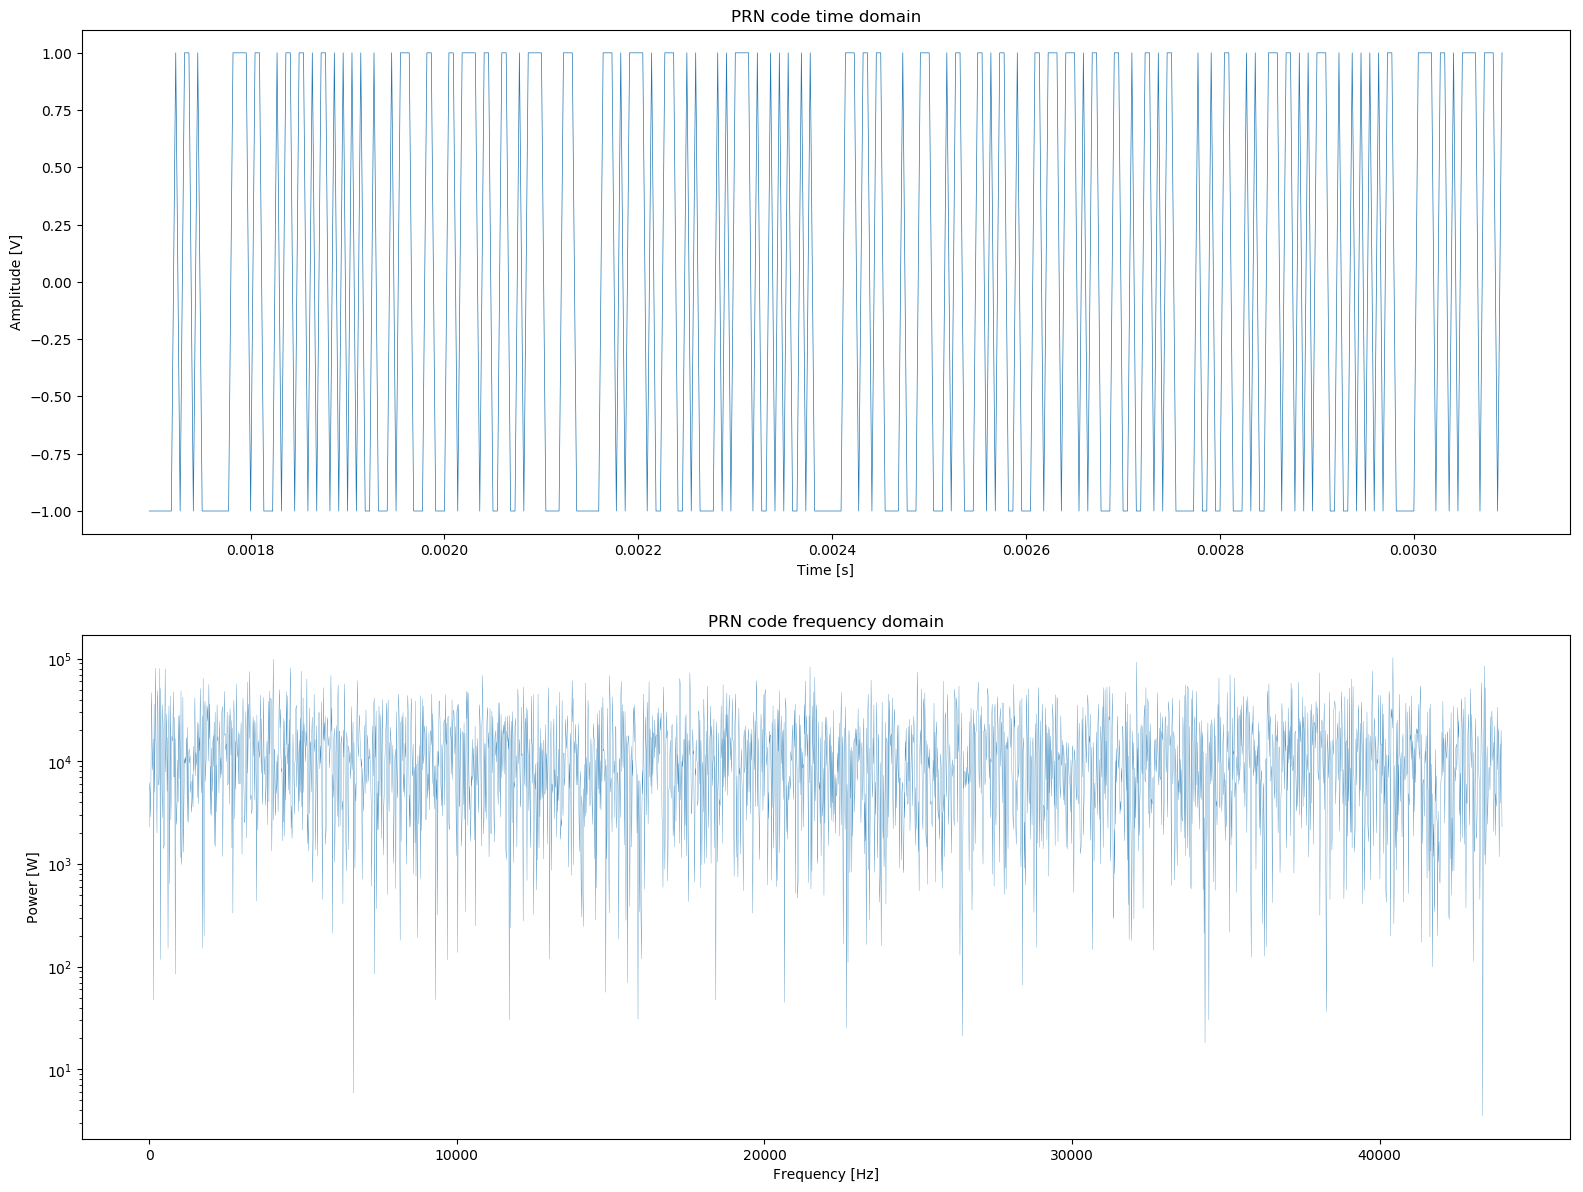 PRN code time domain
1.00
0.75
0.50
0.25
0.00
−0.25
−0.50
−0.75
−1.00
Amplitude [V]
0.0018 0.0020 0.0022 0.0024 0.0026 0.0028 0.0030
Time [s]
PRN code frequency domain
10^5
10^4
10^3
10^2
10^1
Power [W]
0 10000 20000 30000 40000
Frequency [Hz]